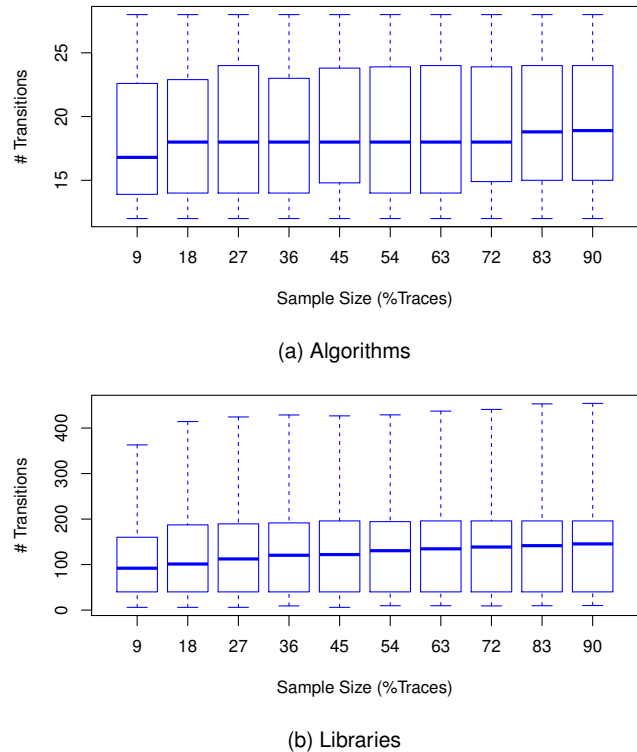 25
20
15
# Transitions
9 18 27 36 45 54 63 72 83 90
Sample Size (%Traces)
(a) Algorithms
400
300
200
100
0
# Transitions
9 18 27 36 45 54 63 72 83 90
Sample Size (%Traces)
(b) Libraries